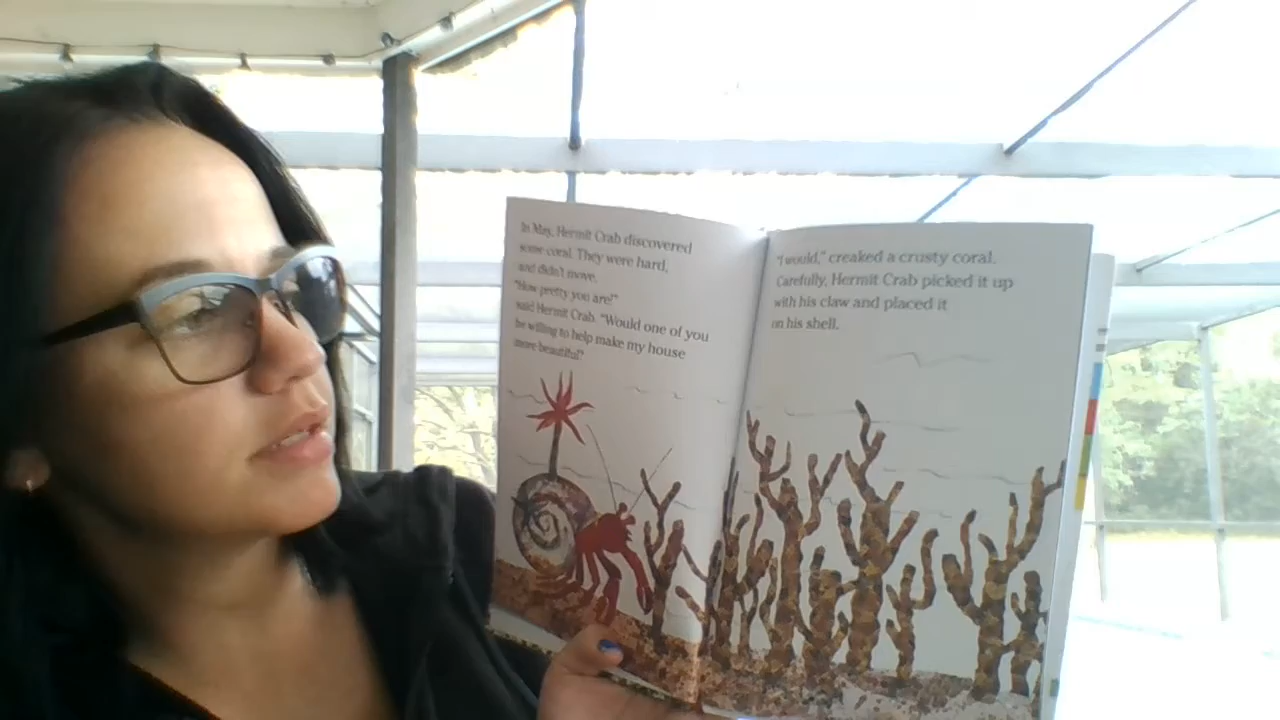 In May, Hermit Crab discovered
some coral. They were hard,
and didn't move.
"How pretty you are!"
said Hermit Crab. "Would one of you
be willing to help make my house
more beautiful?"
"I would," creaked a crusty coral.
Carefully, Hermit Crab picked it up
with his claw and placed it
on his shell.